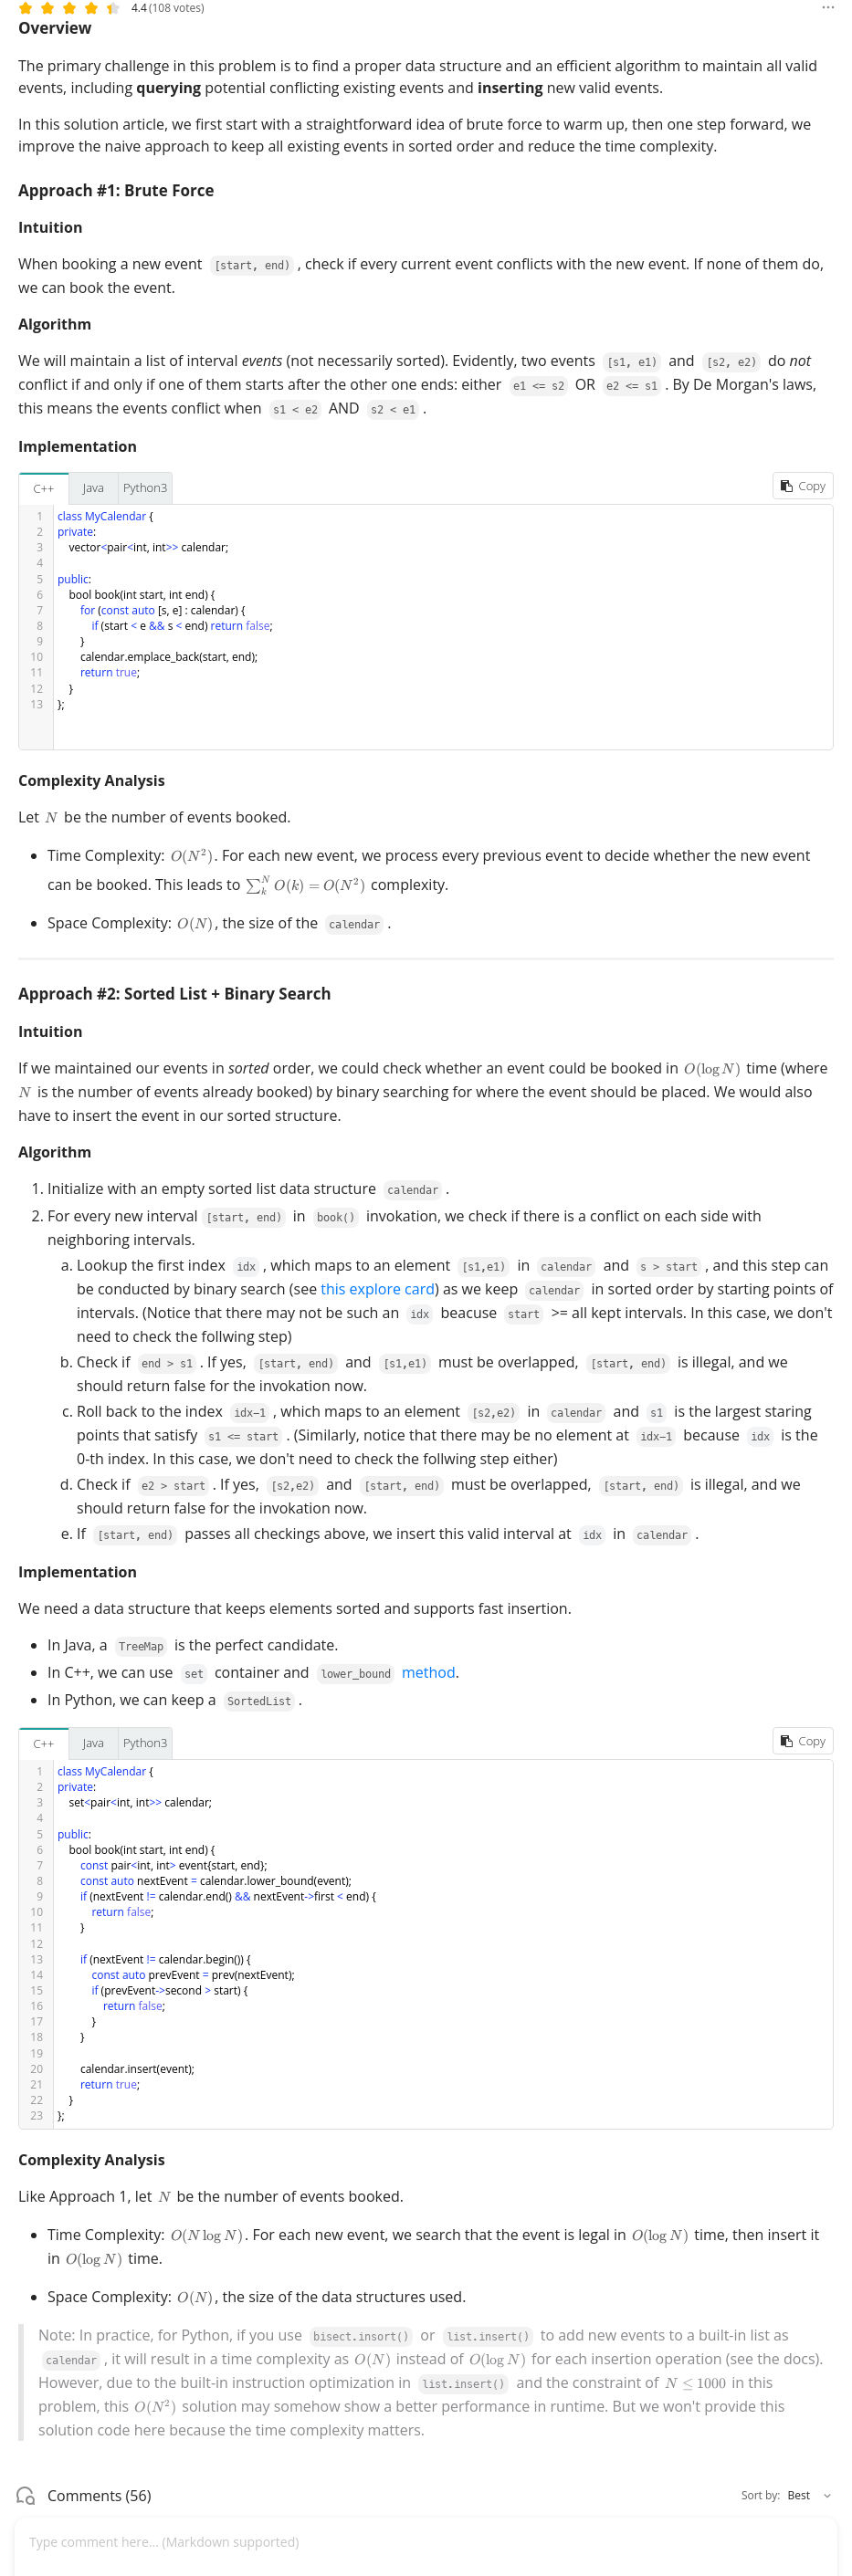 4.4 (108 votes)
Overview
The primary challenge in this problem is to find a proper data structure and an efficient algorithm to maintain all valid
events, including querying potential conflicting existing events and inserting new valid events.
In this solution article, we first start with a straightforward idea of brute force to warm up, then one step forward, we
improve the naive approach to keep all existing events in sorted order and reduce the time complexity.
Approach #1: Brute Force
Intuition
When booking a new event [start, end) , check if every current event conflicts with the new event. If none of them do,
we can book the event.
Algorithm
We will maintain a list of interval events (not necessarily sorted). Evidently, two events [s1, e1) and [s2, e2) do not
conflict if and only if one of them starts after the other one ends: either e1 <= s2 OR e2 <= s1 . By De Morgan's laws,
this means the events conflict when s1 < e2 AND s2 < e1 .
Implementation
C++ Java Python3 Copy
1 class MyCalendar {
2 private:
3 vector<pair<int, int>> calendar;
4
5 public:
6 bool book(int start, int end) {
7 for (const auto [s, e] : calendar) {
8 if (start < e && s < end) return false;
9 }
10 calendar.emplace_back(start, end);
11 return true;
12 }
13 };
Complexity Analysis
Let N be the number of events booked.
• Time Complexity: O(N²). For each new event, we process every previous event to decide whether the new event
can be booked. This leads to ∑ₖᴺ O(k) = O(N²) complexity.
• Space Complexity: O(N), the size of the calendar .
Approach #2: Sorted List + Binary Search
Intuition
If we maintained our events in sorted order, we could check whether an event could be booked in O(log N) time (where
N is the number of events already booked) by binary searching for where the event should be placed. We would also
have to insert the event in our sorted structure.
Algorithm
1. Initialize with an empty sorted list data structure calendar .
2. For every new interval [start, end) in book() invokation, we check if there is a conflict on each side with
neighboring intervals.
a. Lookup the first index idx , which maps to an element [s1,e1) in calendar and s > start , and this step can
be conducted by binary search (see this explore card) as we keep calendar in sorted order by starting points of
intervals. (Notice that there may not be such an idx beacuse start >= all kept intervals. In this case, we don't
need to check the follwing step)
b. Check if end > s1 . If yes, [start, end) and [s1,e1) must be overlapped, [start, end) is illegal, and we
should return false for the invokation now.
c. Roll back to the index idx-1 , which maps to an element [s2,e2) in calendar and s1 is the largest staring
points that satisfy s1 <= start . (Similarly, notice that there may be no element at idx-1 because idx is the
0-th index. In this case, we don't need to check the follwing step either)
d. Check if e2 > start . If yes, [s2,e2) and [start, end) must be overlapped, [start, end) is illegal, and we
should return false for the invokation now.
e. If [start, end) passes all checkings above, we insert this valid interval at idx in calendar .
Implementation
We need a data structure that keeps elements sorted and supports fast insertion.
• In Java, a TreeMap is the perfect candidate.
• In C++, we can use set container and lower_bound method.
• In Python, we can keep a SortedList .
C++ Java Python3 Copy
1 class MyCalendar {
2 private:
3 set<pair<int, int>> calendar;
4
5 public:
6 bool book(int start, int end) {
7 const pair<int, int> event{start, end};
8 const auto nextEvent = calendar.lower_bound(event);
9 if (nextEvent != calendar.end() && nextEvent->first < end) {
10 return false;
11 }
12
13 if (nextEvent != calendar.begin()) {
14 const auto prevEvent = prev(nextEvent);
15 if (prevEvent->second > start) {
16 return false;
17 }
18 }
19
20 calendar.insert(event);
21 return true;
22 }
23 };
Complexity Analysis
Like Approach 1, let N be the number of events booked.
• Time Complexity: O(N log N). For each new event, we search that the event is legal in O(log N) time, then insert it
in O(log N) time.
• Space Complexity: O(N), the size of the data structures used.
Note: In practice, for Python, if you use bisect.insort() or list.insert() to add new events to a built-in list as
calendar , it will result in a time complexity as O(N) instead of O(log N) for each insertion operation (see the docs).
However, due to the built-in instruction optimization in list.insert() and the constraint of N ≤ 1000 in this
problem, this O(N²) solution may somehow show a better performance in runtime. But we won't provide this
solution code here because the time complexity matters.
Comments (56) Sort by: Best
Type comment here... (Markdown supported)